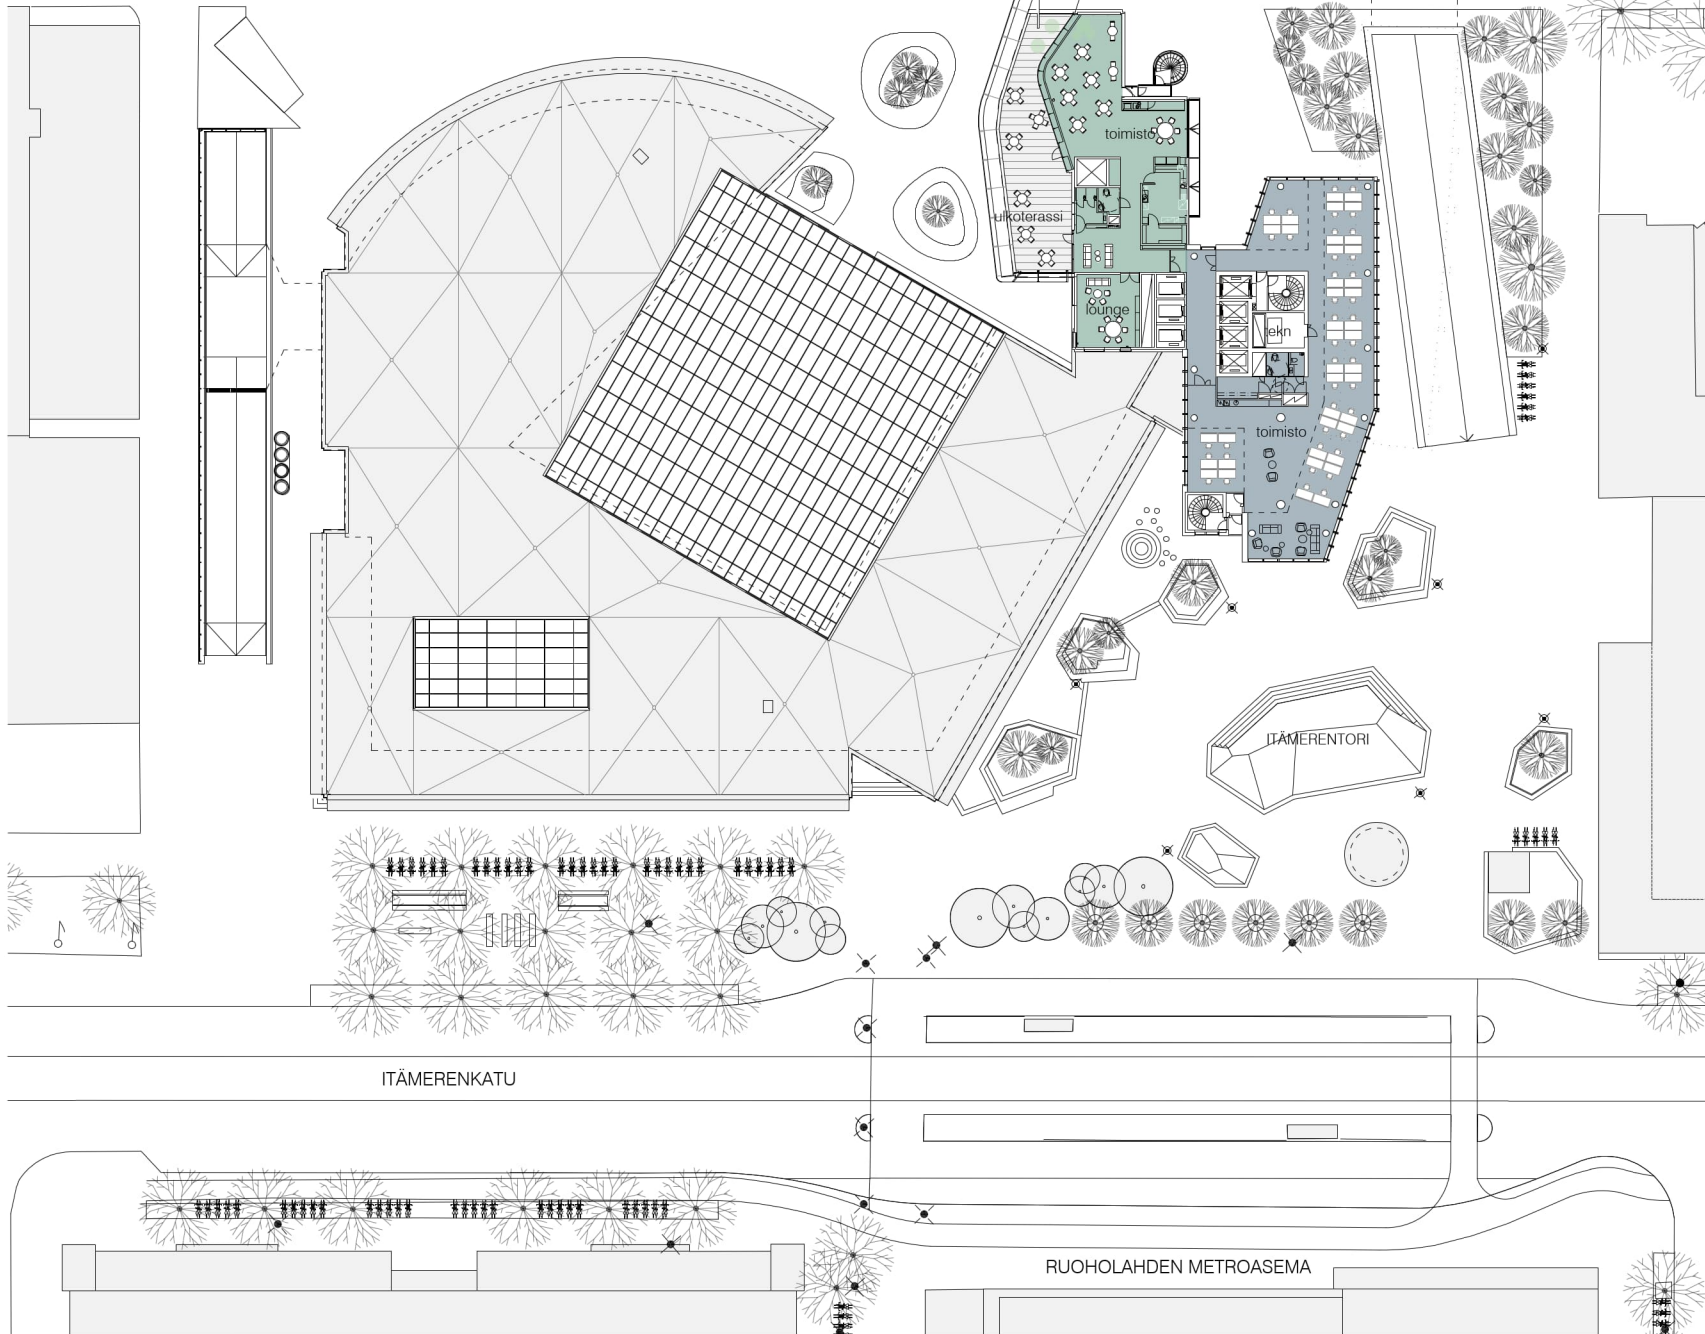 toimisto
ulkoterassi
lounge
tekn
toimisto
ITÄMERENTORI
ITÄMERENKATU
RUOHOLAHDEN METROASEMA